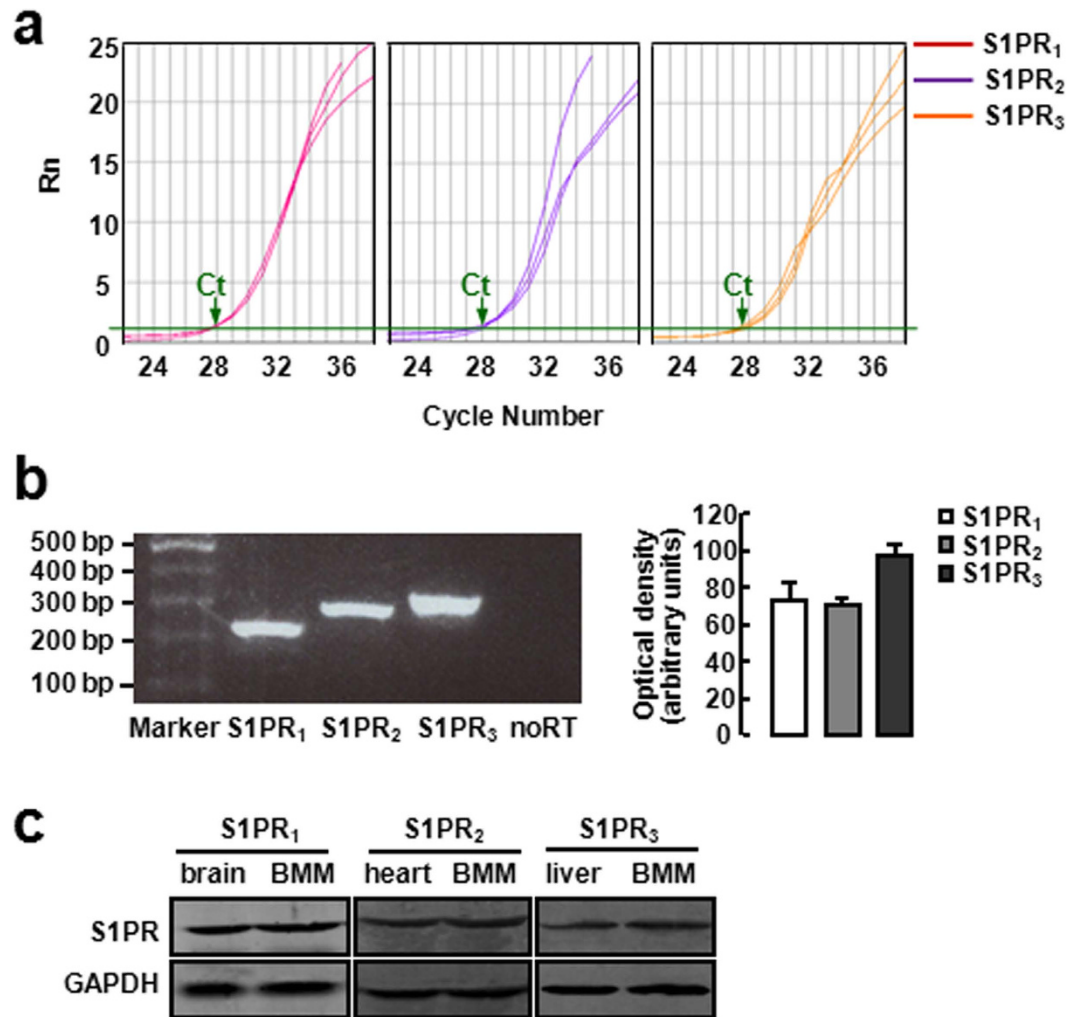 a
25
20
15
10
5
0
Rn
Ct
Ct
Ct
24 28 32 36
24 28 32 36
24 28 32 36
Cycle Number
S1PR₁
S1PR₂
S1PR₃
b
500 bp
400 bp
300 bp
200 bp
100 bp
Marker S1PR₁ S1PR₂ S1PR₃ noRT
Optical density
(arbitrary units)
120
100
80
60
40
20
0
S1PR₁
S1PR₂
S1PR₃
c
S1PR₁ S1PR₂ S1PR₃
brain BMM heart BMM liver BMM
S1PR
GAPDH